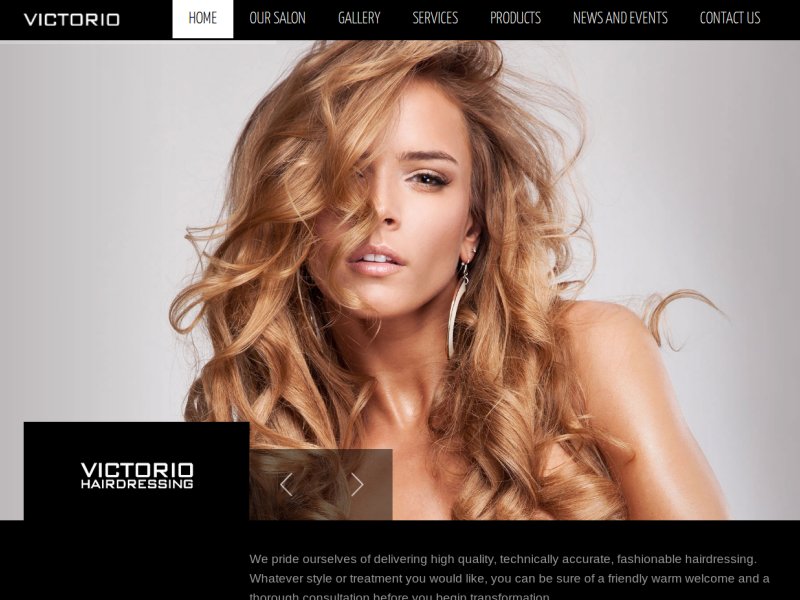 VICTORIO
HOME
OUR SALON
GALLERY
SERVICES
PRODUCTS
NEWS AND EVENTS
CONTACT US
VICTORIO
HAIRDRESSING
We pride ourselves of delivering high quality, technically accurate, fashionable hairdressing.
Whatever style or treatment you would like, you can be sure of a friendly warm welcome and a
thorough consultation before you begin transformation